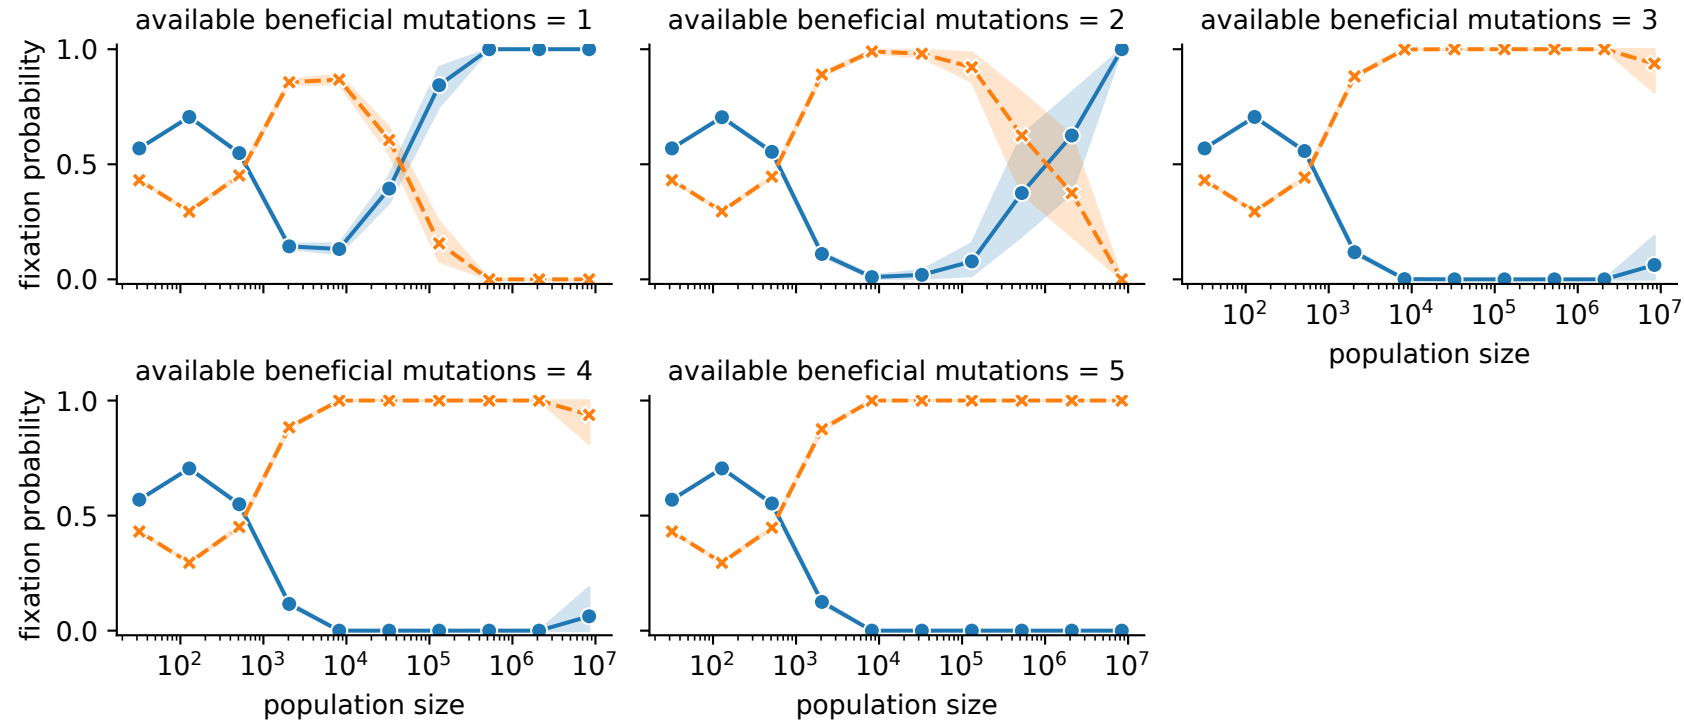 available beneficial mutations = 1
available beneficial mutations = 2
available beneficial mutations = 3
fixation probability
1.0
0.5
0.0
10² 10³ 10⁴ 10⁵ 10⁶ 10⁷
population size
available beneficial mutations = 4
available beneficial mutations = 5
fixation probability
1.0
0.5
0.0
10² 10³ 10⁴ 10⁵ 10⁶ 10⁷
population size
10² 10³ 10⁴ 10⁵ 10⁶ 10⁷
population size